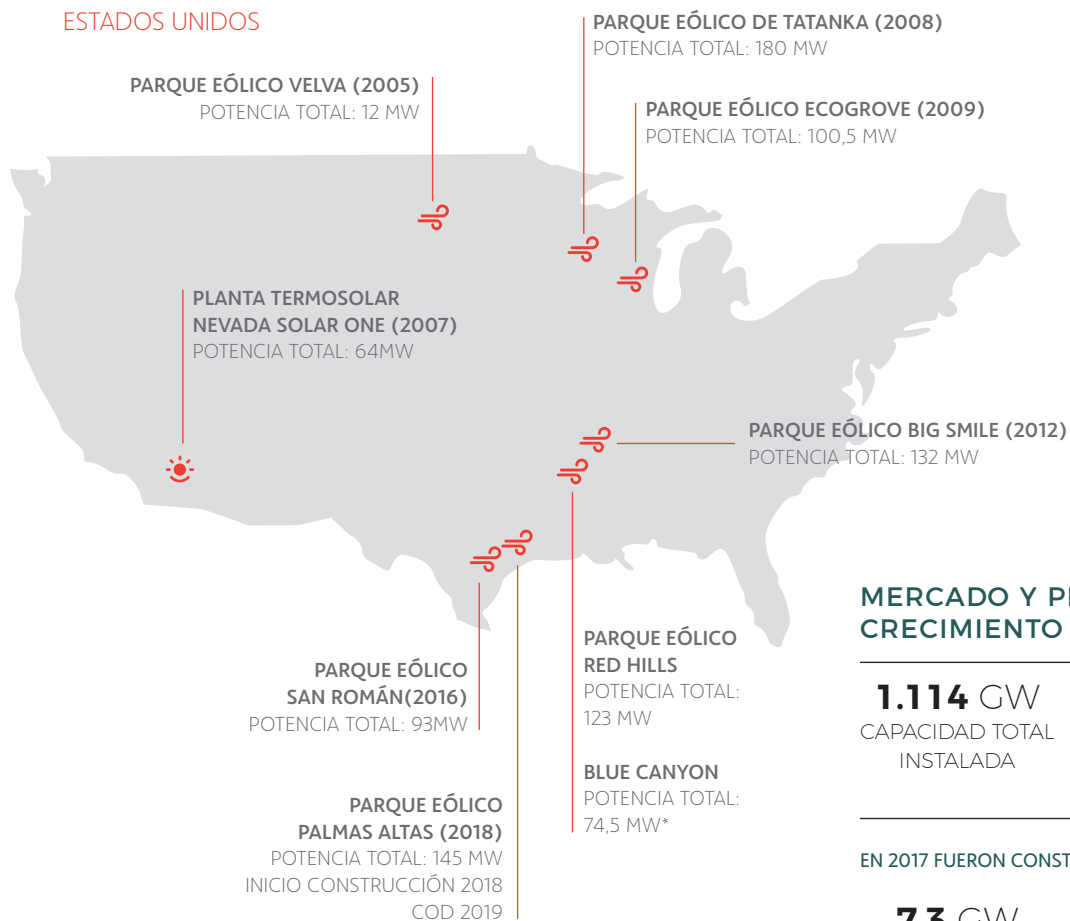 ESTADOS UNIDOS
PARQUE EÓLICO DE TATANKA (2008)
POTENCIA TOTAL: 180 MW
PARQUE EÓLICO VELVA (2005)
POTENCIA TOTAL: 12 MW
PARQUE EÓLICO ECOGROVE (2009)
POTENCIA TOTAL: 100,5 MW
PLANTA TERMOSOLAR
NEVADA SOLAR ONE (2007)
POTENCIA TOTAL: 64MW
PARQUE EÓLICO BIG SMILE (2012)
POTENCIA TOTAL: 132 MW
PARQUE EÓLICO
RED HILLS
POTENCIA TOTAL:
123 MW
BLUE CANYON
POTENCIA TOTAL:
74,5 MW*
PARQUE EÓLICO
SAN ROMÁN(2016)
POTENCIA TOTAL: 93MW
PARQUE EÓLICO
PALMAS ALTAS (2018)
POTENCIA TOTAL: 145 MW
INICIO CONSTRUCCIÓN 2018
COD 2019
MERCADO Y
CRECIMIENTO
1.114 GW
CAPACIDAD TOTAL
INSTALADA
EN 2017 FUERON
7,3 GW